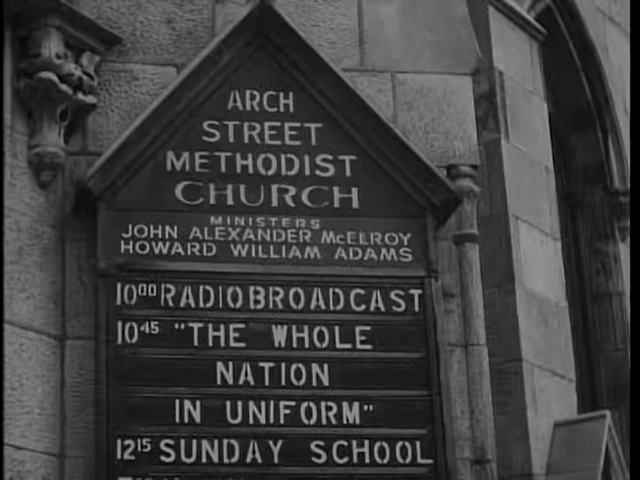 ARCH
STREET
METHODIST
CHURCH
MINISTERS
JOHN ALEXANDER McELROY
HOWARD WILLIAM ADAMS
10⁰⁰ RADIO BROADCAST
10⁴⁵ "THE WHOLE
NATION
IN UNIFORM"
12¹⁵ SUNDAY SCHOOL